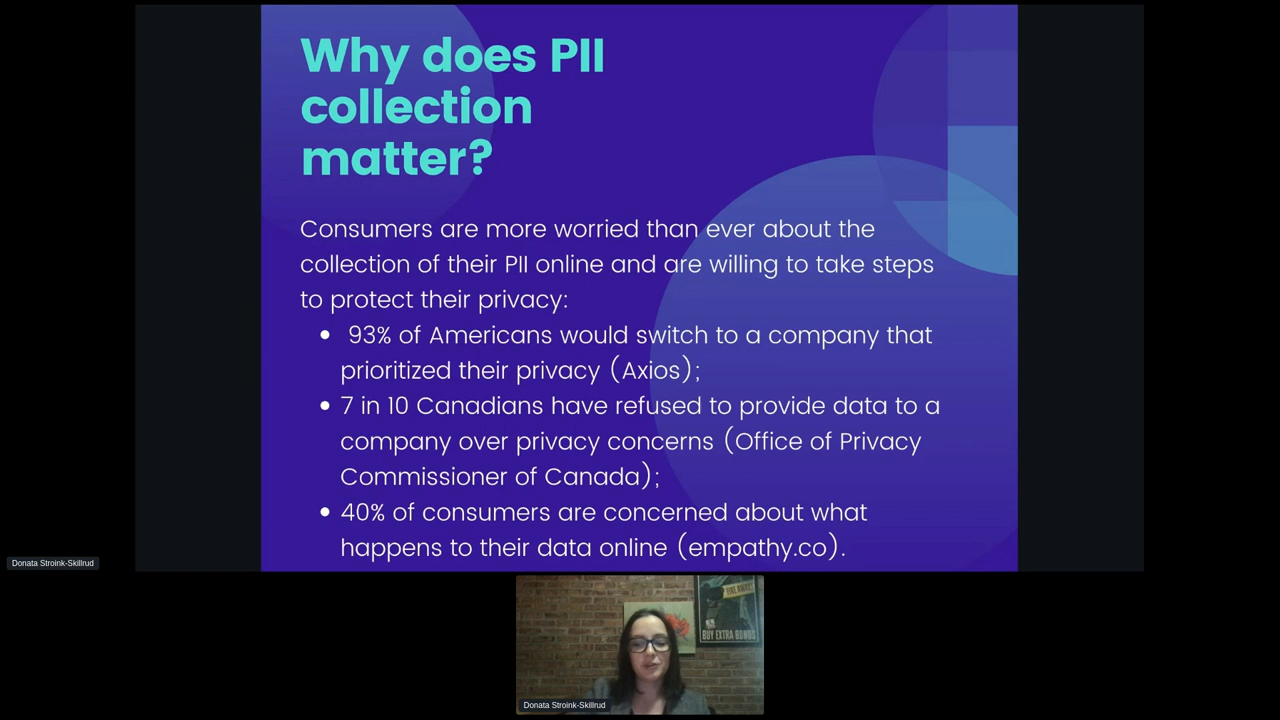 Why does PII
collection
matter?
Consumers are more worried than ever about the
collection of their PII online and are willing to take steps
to protect their privacy:
• 93% of Americans would switch to a company that
prioritized their privacy (Axios);
• 7 in 10 Canadians have refused to provide data to a
company over privacy concerns (Office of Privacy
Commissioner of Canada);
• 40% of consumers are concerned about what
happens to their data online (empathy.co).
Donata Stroink-Skillrud
BUY EXTRA BONDS
Donata Stroink-Skillrud